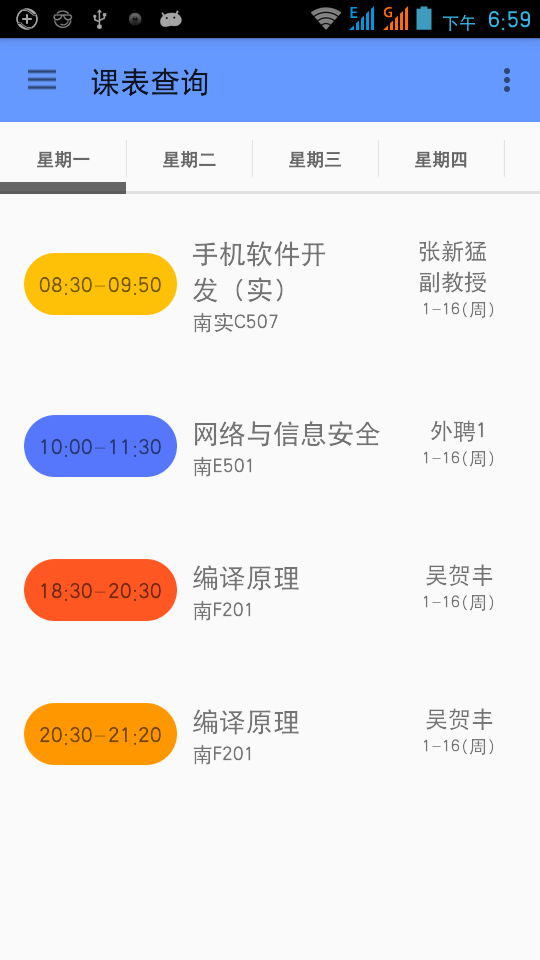 E G 下午 6:59
课表查询
星期一 星期二 星期三 星期四
08:30-09:50
手机软件开
发（实）
南实C507
张新猛
副教授
1-16(周)
10:00-11:30
网络与信息安全
南E501
外聘1
1-16(周)
18:30-20:30
编译原理
南F201
吴贺丰
1-16(周)
20:30-21:20
编译原理
南F201
吴贺丰
1-16(周)